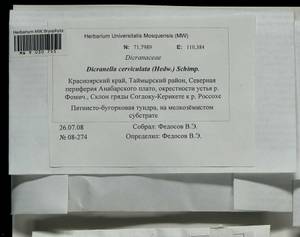 Herbarium MW, Bryophyta
Herbarium Universitatis Mosquensis (MW)
N: 71,7989 E: 110,384
Dicranaceae
Dicranella cerviculata (Hedw.) Schimp.
Красноярский край, Таймырский район, Северная
периферия Анабарского плато, окрестности устья р.
Фомич., Склон гряды Согдоку-Керикете к р. Россохе
Пятнисто-бугорковая тундра, на мелкозёмистом
субстрате
26.07.08 Собрал: Федосов В.Э.
№ 08-274 Определил: Федосов В.Э.